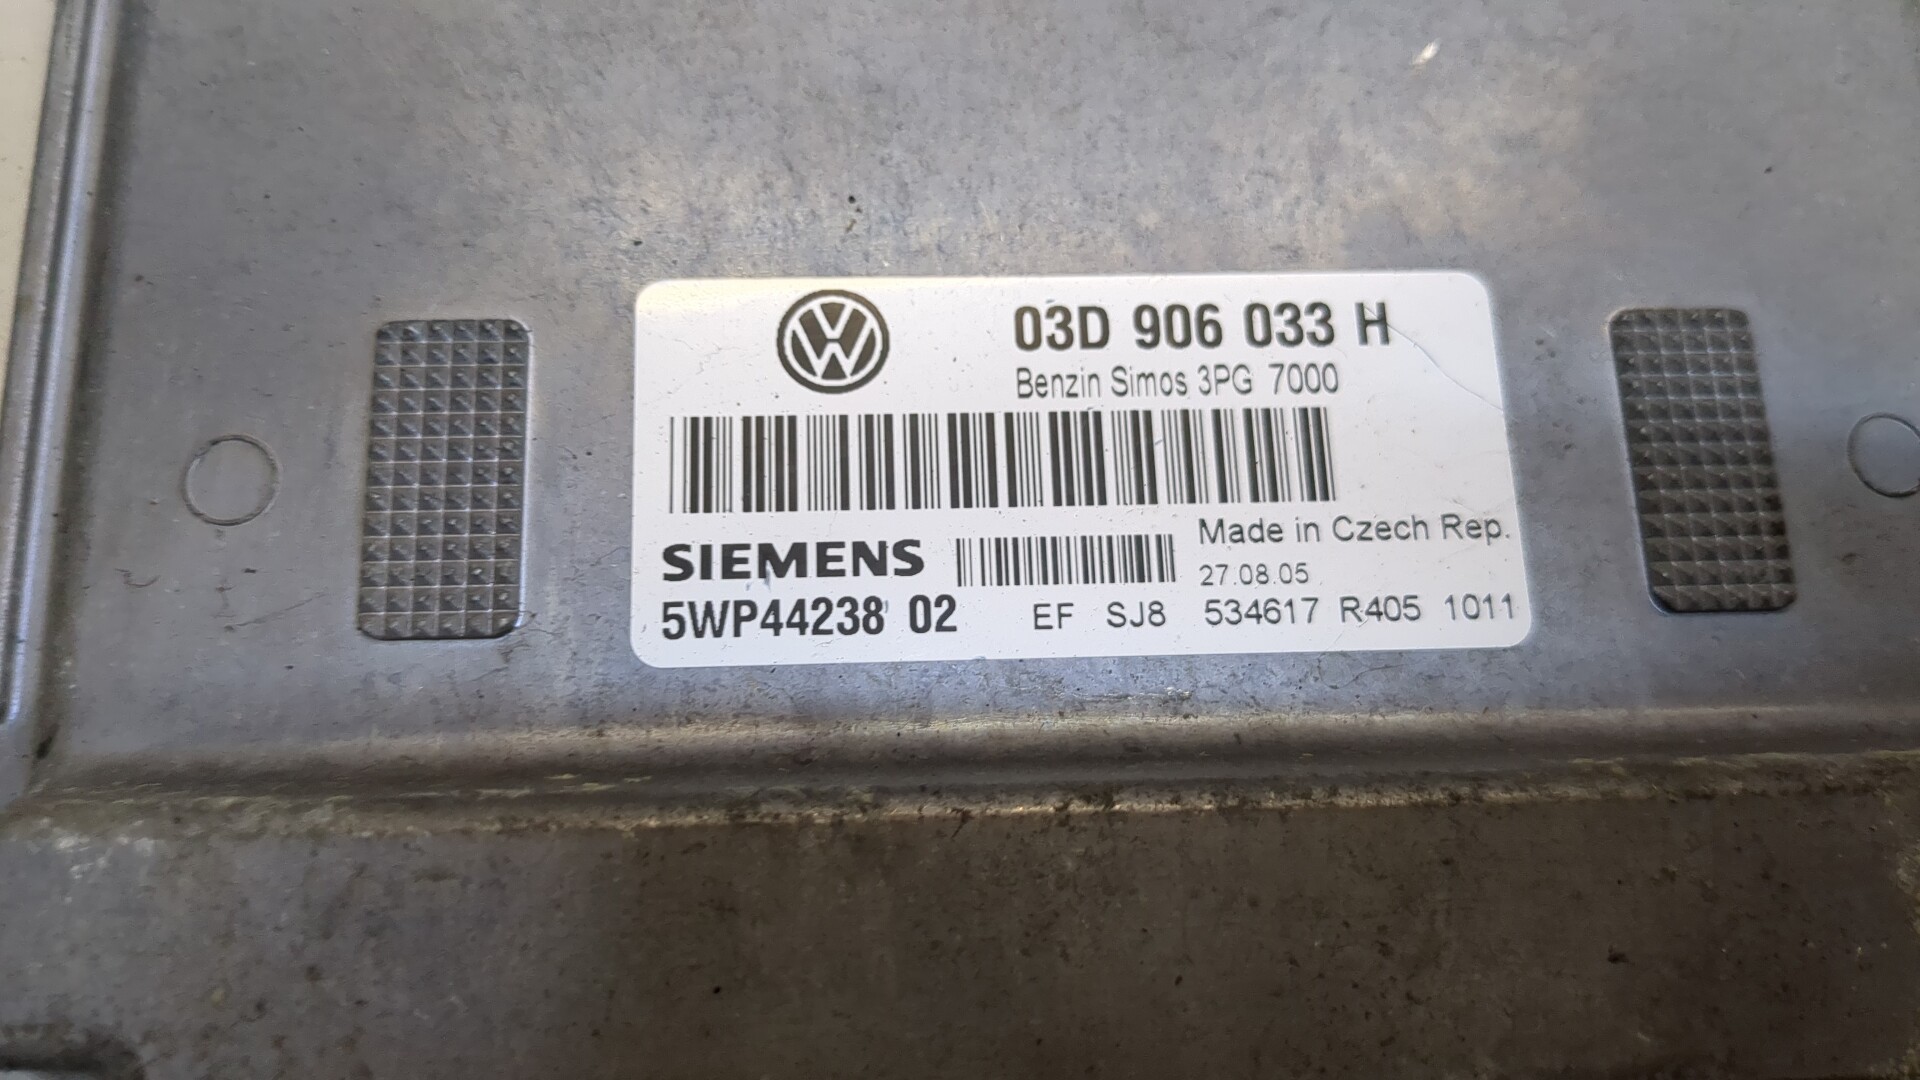 03D 906 033 H
Benzin Simos 3PG 7000
SIEMENS
Made in Czech Rep.
27.08.05
5WP44238 02 EF SJ8 534617 R405 1011